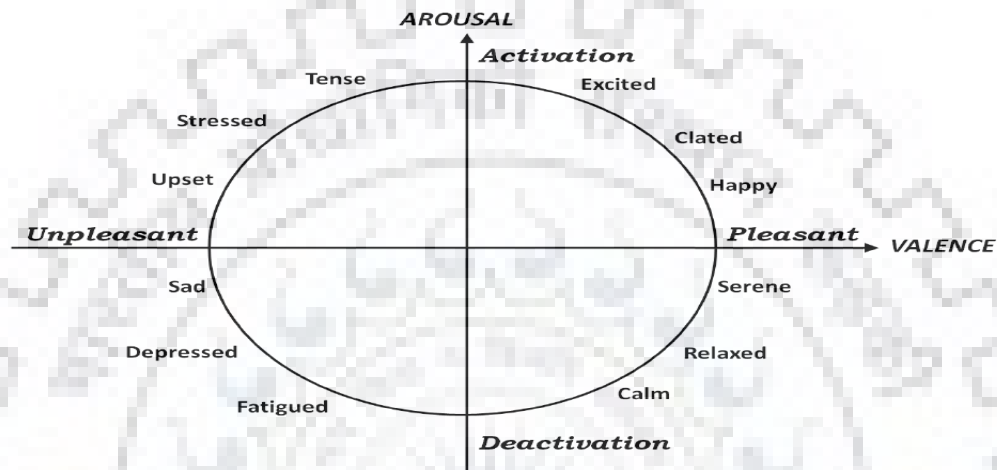 AROUSAL
Activation
Tense
Excited
Stressed
Clated
Upset
Happy
Unpleasant
Pleasant
VALENCE
Sad
Serene
Depressed
Relaxed
Calm
Fatigued
Deactivation